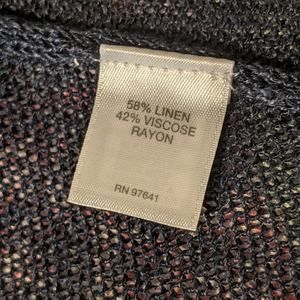 58% LINEN
42% VISCOSE
RAYON
RN 97641